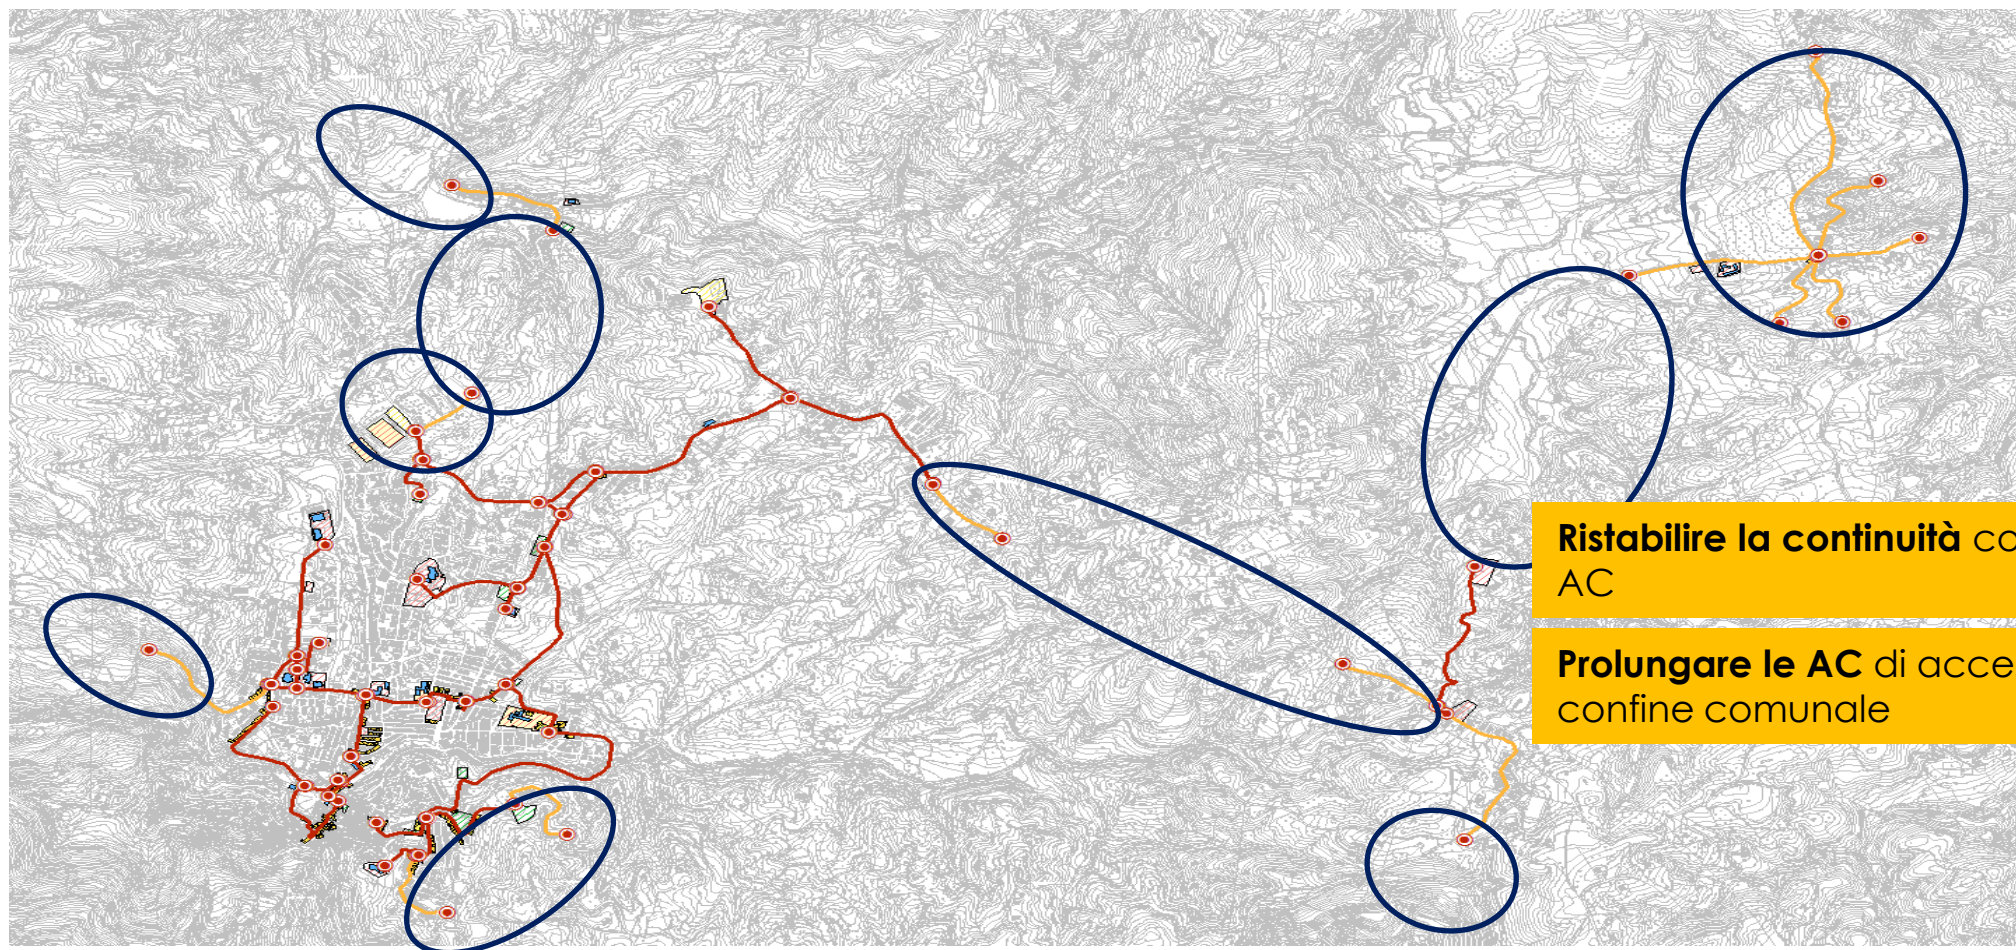 Ristabilire la continuità
AC
Prolungare le AC di
confine comunale